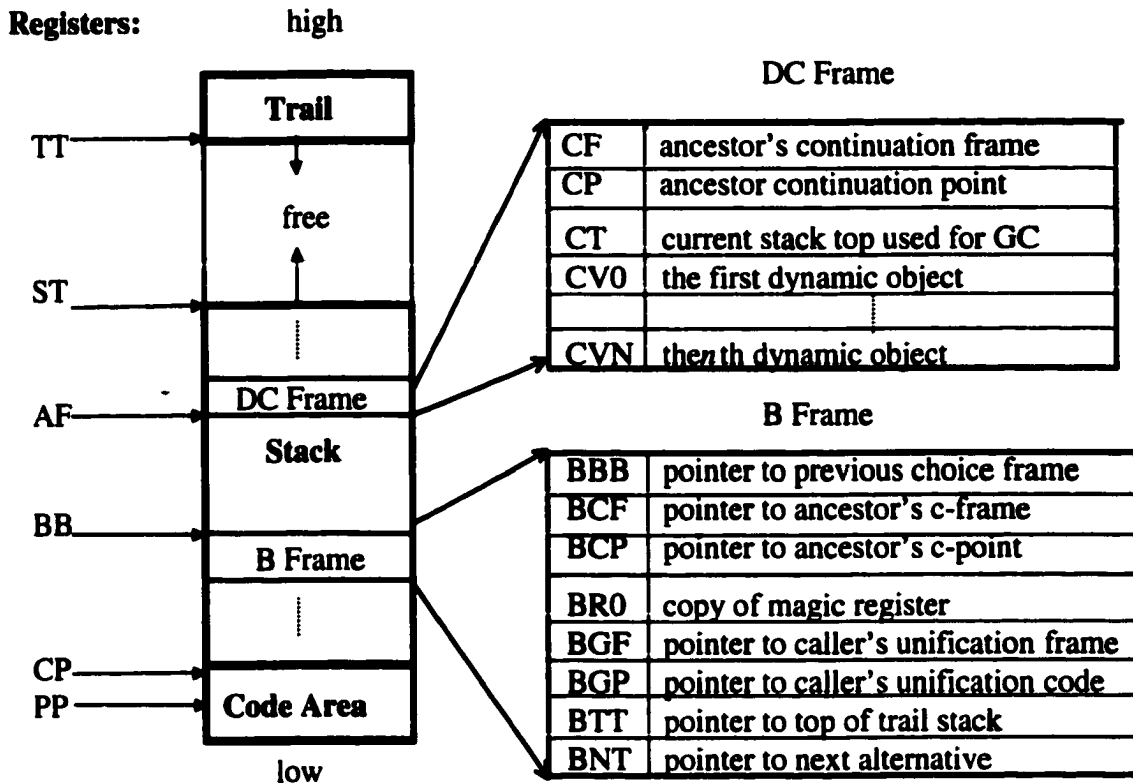 Registers:
high
Trail
TT
free
ST
DC Frame
AF
Stack
BB
B Frame
CP
PP
Code Area
low
DC Frame
CF ancestor's continuation frame
CP ancestor continuation point
CT current stack top used for GC
CV0 the first dynamic object
CVN the nth dynamic object
B Frame
BBB pointer to previous choice frame
BCF pointer to ancestor's c-frame
BCP pointer to ancestor's c-point
BR0 copy of magic register
BGF pointer to caller's unification frame
BGP pointer to caller's unification code
BTT pointer to top of trail stack
BNT pointer to next alternative